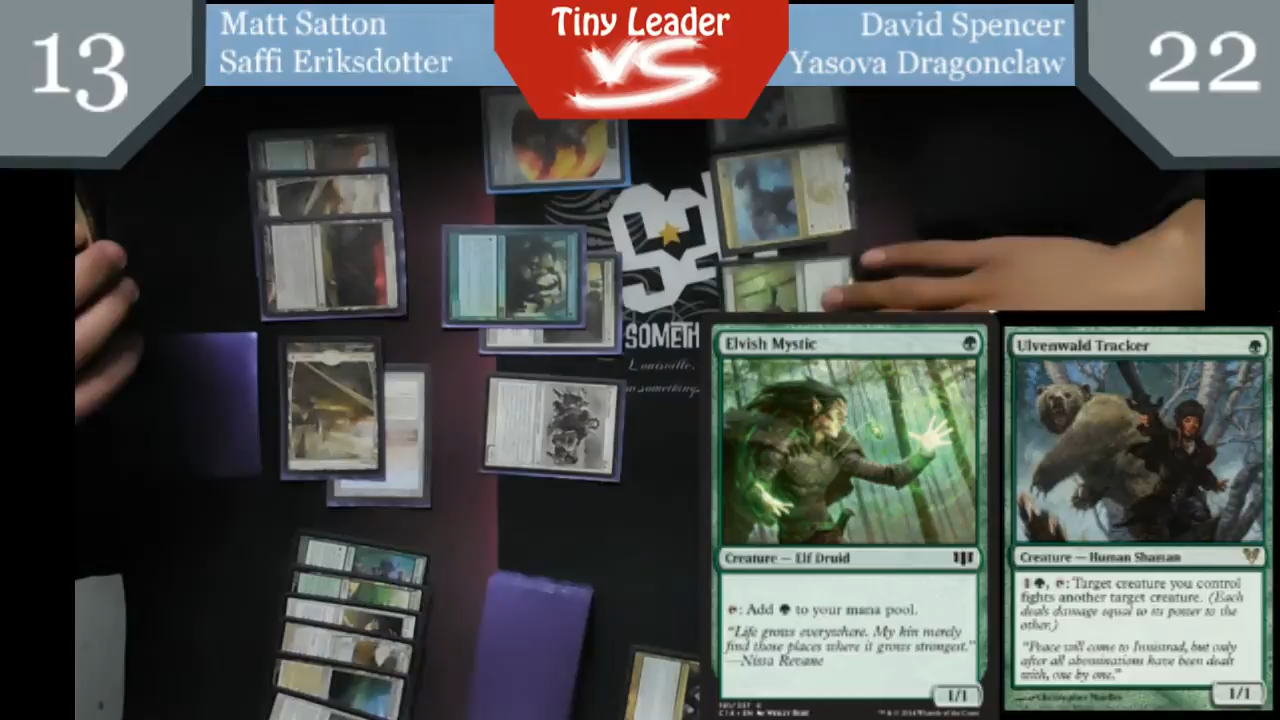 13
Matt Satton
Saffi Eriksdotter
Tiny Leader
VS
David Spencer
Yasova Dragonclaw
22
SOMETH
Louisville.
Elvish Mystic
Creature — Elf Druid
: Add to your mana pool.
"Life grows everywhere. My kin merely
find those places where it grows strongest."
—Nissa Revane
1/1
Ulvenwald Tracker
Creature — Human Shaman
1 , : Target creature you control
fights another target creature. (Each
deals damage equal to its power to the
other.)
"Peace will come to Innistrad, but only
after all abominations have been dealt
with, one by one."
1/1